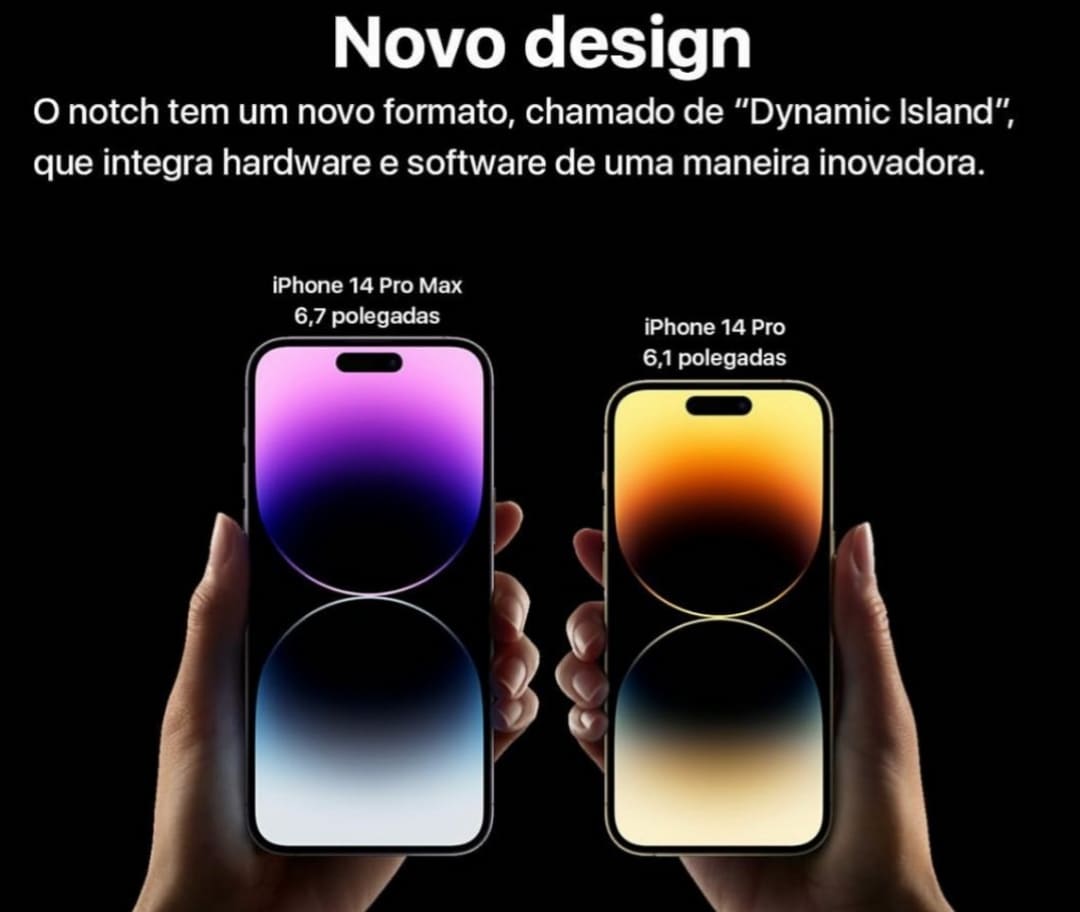 Novo design
O notch tem um novo formato, chamado de “Dynamic Island”,
que integra hardware e software de uma maneira inovadora.
iPhone 14 Pro Max
6,7 polegadas
iPhone 14 Pro
6,1 polegadas